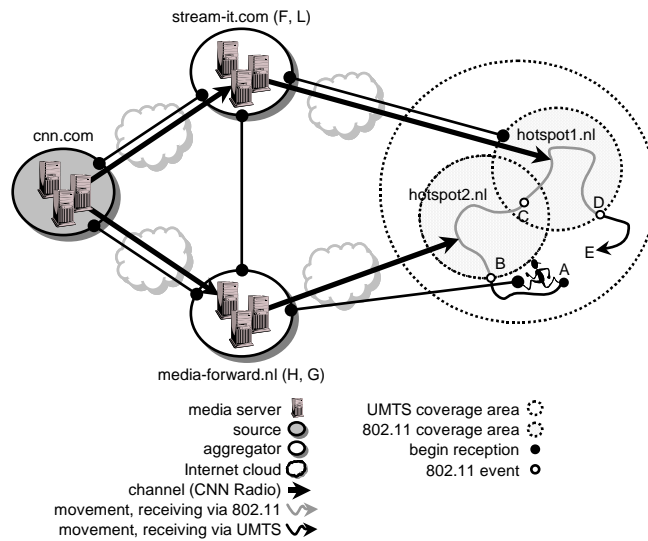 stream-it.com (F, L)
cnn.com
hotspot1.nl
hotspot2.nl
C
D
E
B
A
media-forward.nl (H, G)
media server
source
aggregator
Internet cloud
channel (CNN Radio)
movement, receiving via 802.11
movement, receiving via UMTS
UMTS coverage area
802.11 coverage area
begin reception
802.11 event